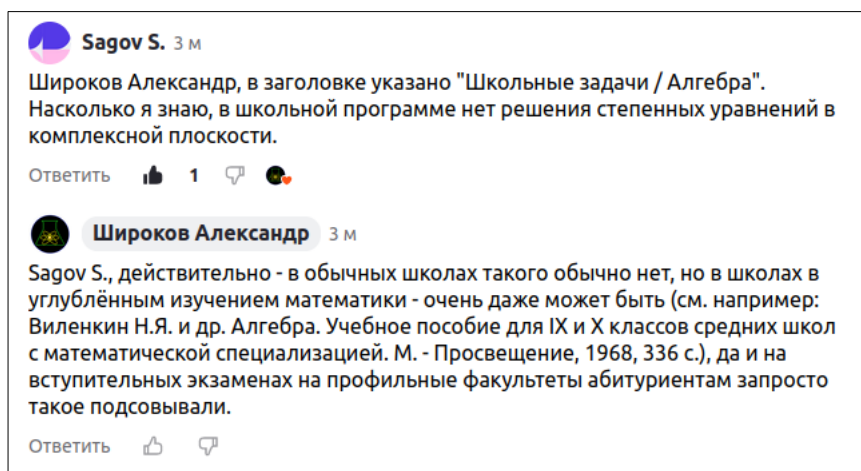 Sagov S. 3 м
Широков Александр, в заголовке указано "Школьные задачи / Алгебра".
Насколько я знаю, в школьной программе нет решения степенных уравнений в
комплексной плоскости.
Ответить 1
Широков Александр 3 м
Sagov S., действительно - в обычных школах такого обычно нет, но в школах в
углублённым изучением математики - очень даже может быть (см. например:
Виленкин Н.Я. и др. Алгебра. Учебное пособие для IX и X классов средних школ
с математической специализацией. М. - Просвещение, 1968, 336 с.), да и на
вступительных экзаменах на профильные факультеты абитуриентам запросто
такое подсовывали.
Ответить